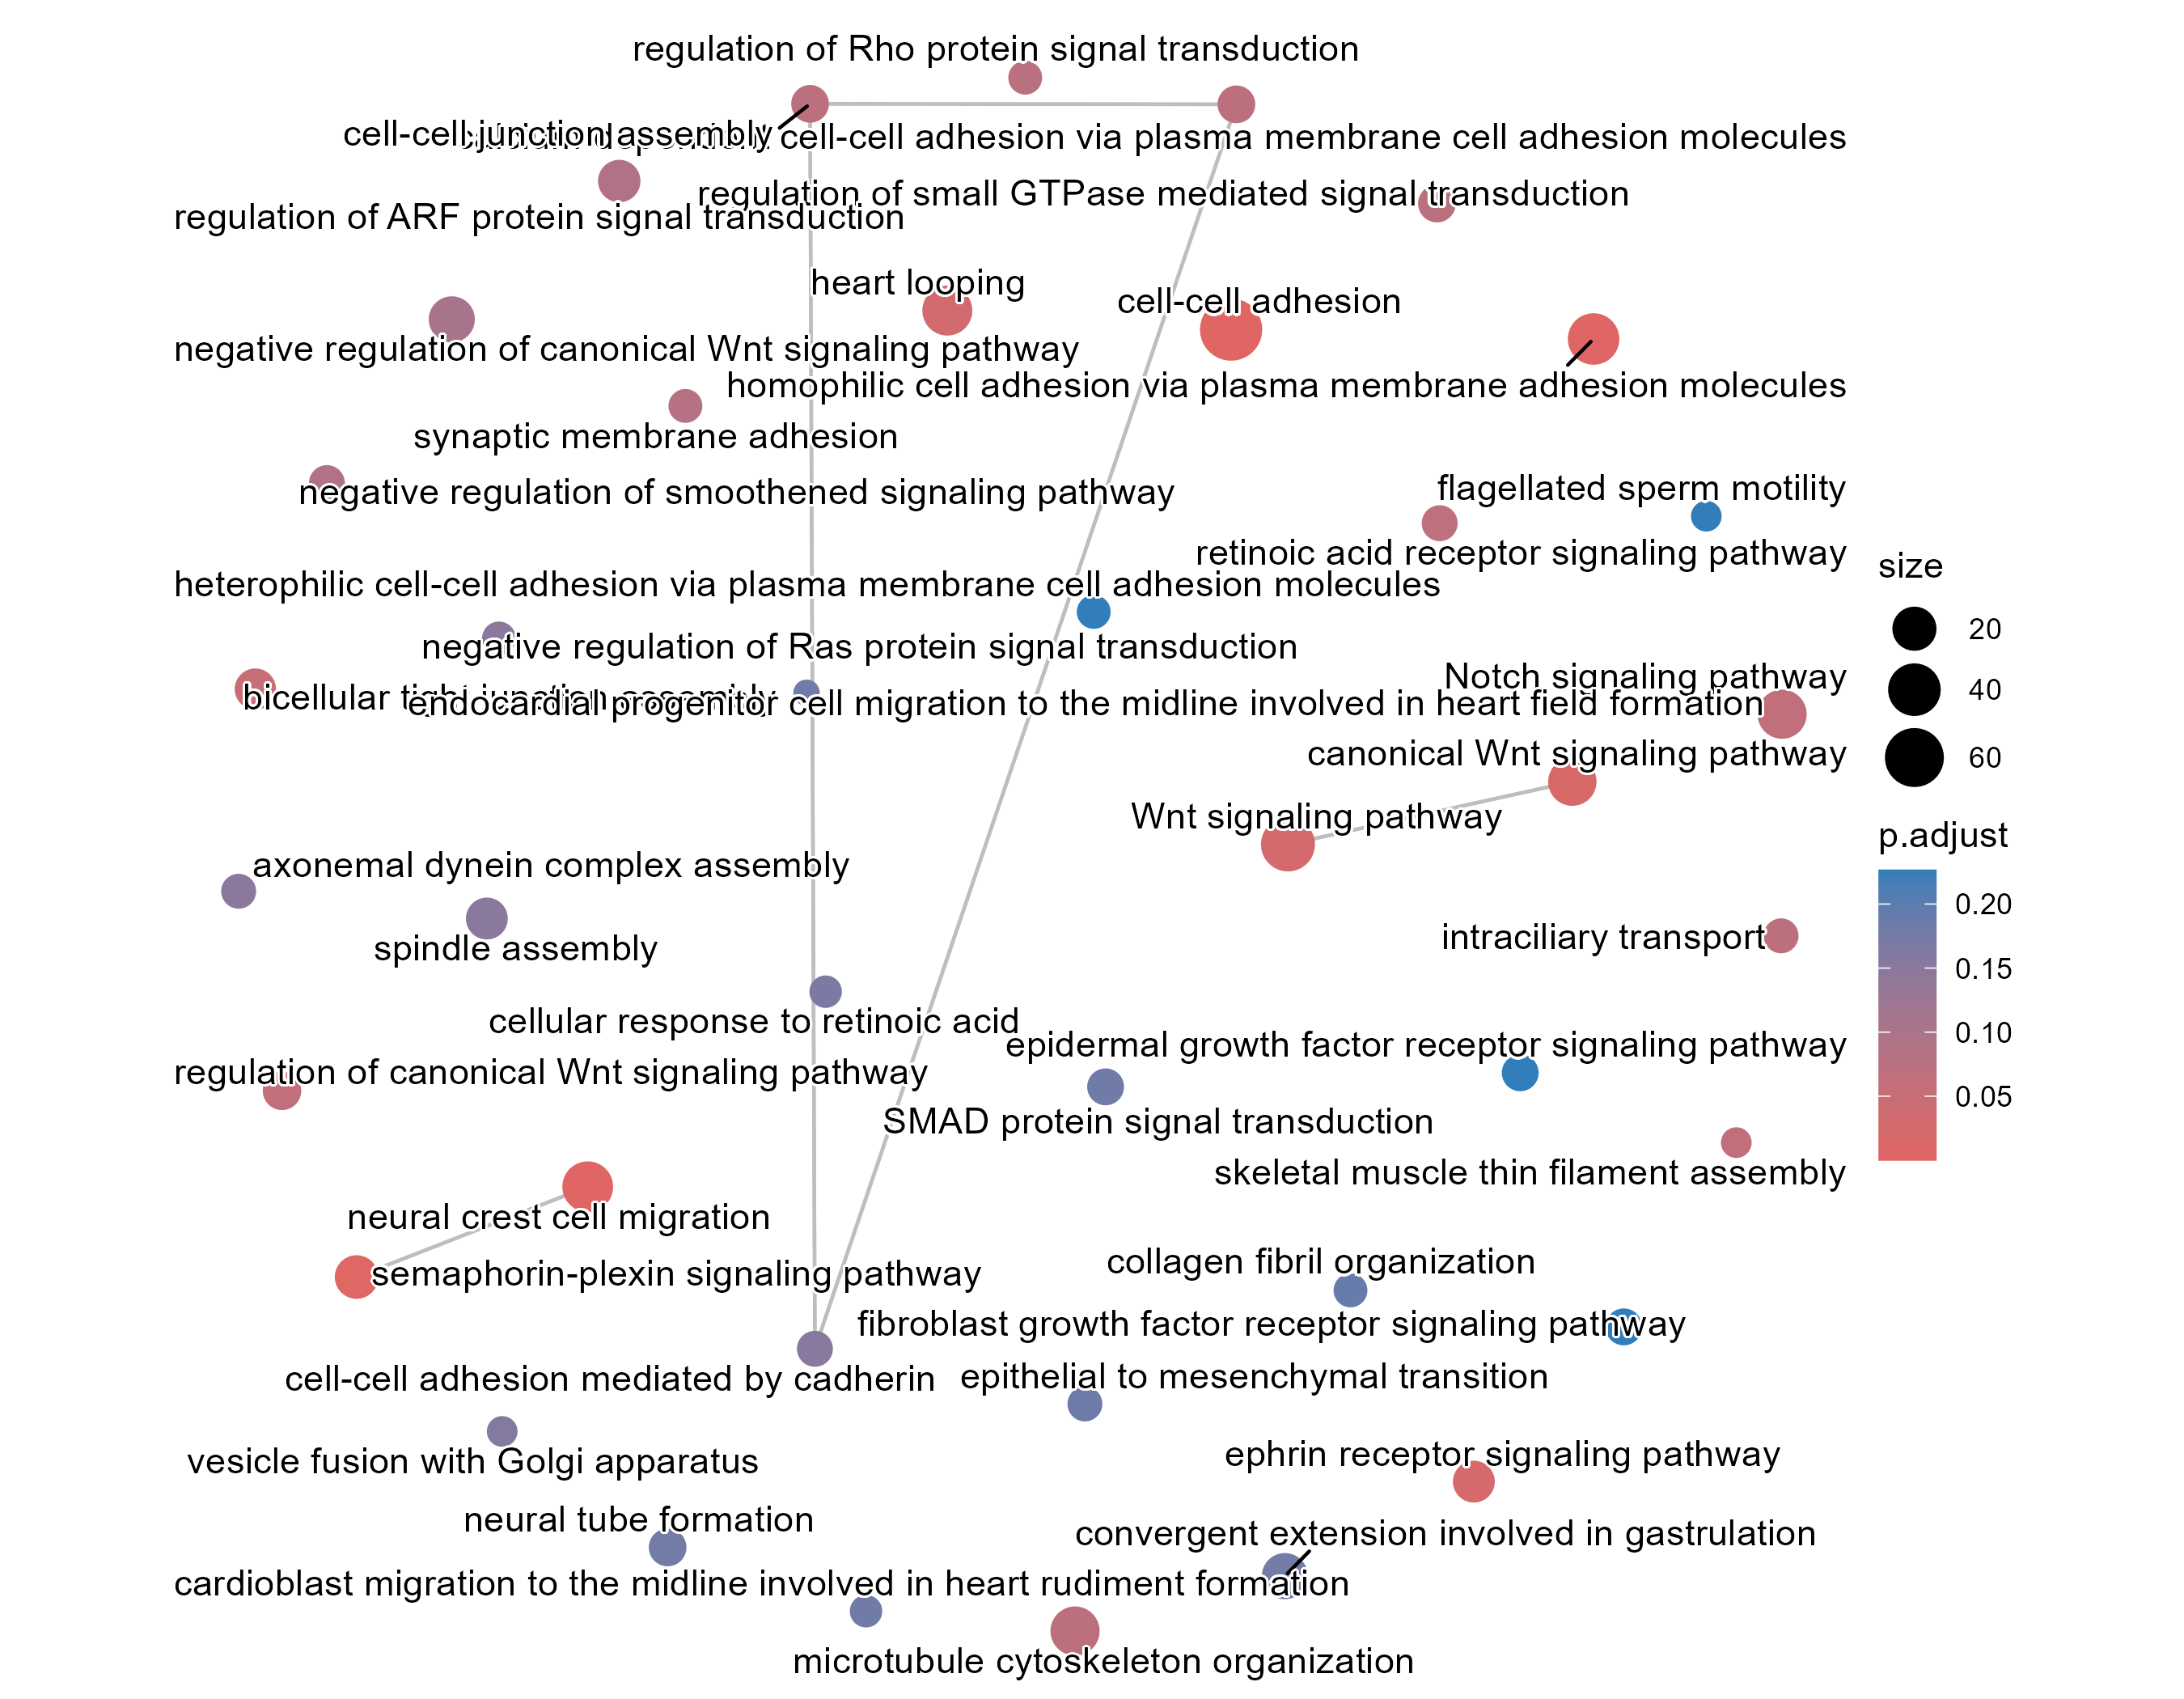 regulation of Rho protein signal transduction
cell-cell junction assembly
cell-cell adhesion via plasma membrane cell adhesion molecules
regulation of small GTPase mediated signal transduction
regulation of ARF protein signal transduction
heart looping
cell-cell adhesion
negative regulation of canonical Wnt signaling pathway
homophilic cell adhesion via plasma membrane adhesion molecules
synaptic membrane adhesion
negative regulation of smoothened signaling pathway
flagellated sperm motility
retinoic acid receptor signaling pathway
heterophilic cell-cell adhesion via plasma membrane cell adhesion molecules
negative regulation of Ras protein signal transduction
Notch signaling pathway
bicellular tight junction assembly
endocardial progenitor cell migration to the midline involved in heart field formation
canonical Wnt signaling pathway
Wnt signaling pathway
axonemal dynein complex assembly
spindle assembly
intraciliary transport
cellular response to retinoic acid
epidermal growth factor receptor signaling pathway
regulation of canonical Wnt signaling pathway
SMAD protein signal transduction
skeletal muscle thin filament assembly
neural crest cell migration
collagen fibril organization
semaphorin-plexin signaling pathway
fibroblast growth factor receptor signaling pathway
cell-cell adhesion mediated by cadherin
epithelial to mesenchymal transition
vesicle fusion with Golgi apparatus
ephrin receptor signaling pathway
neural tube formation
convergent extension involved in gastrulation
cardioblast migration to the midline involved in heart rudiment formation
microtubule cytoskeleton organization
size
20
40
60
p.adjust
0.20
0.15
0.10
0.05